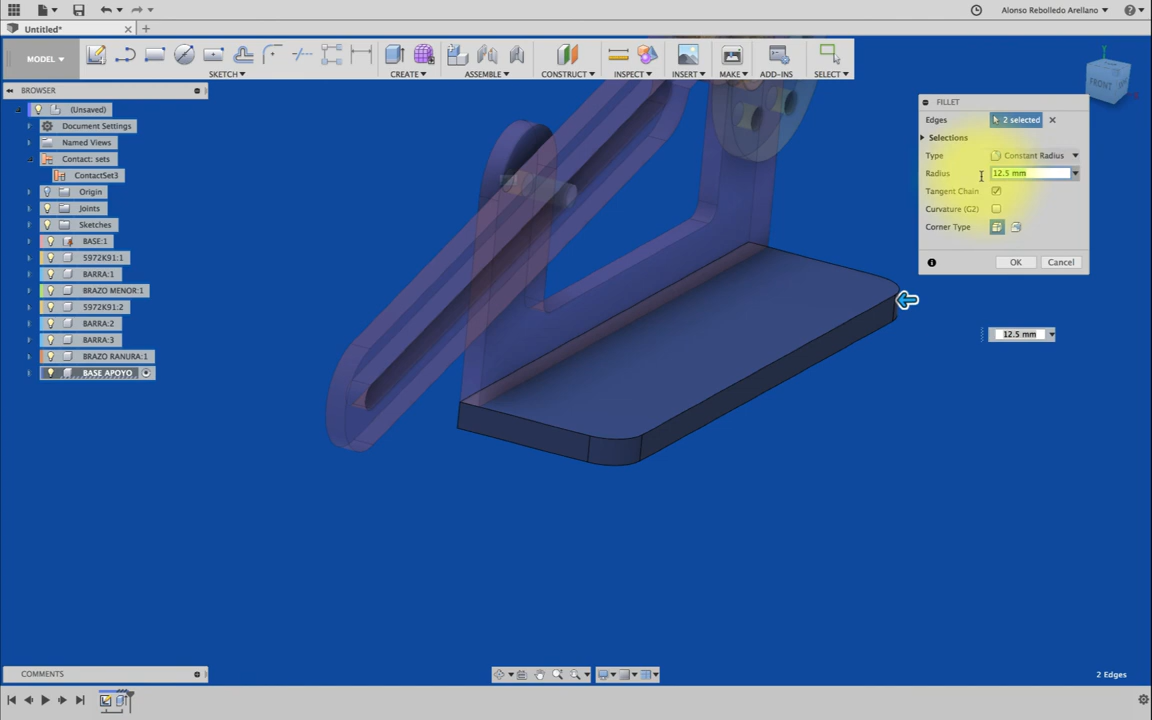 Alonso Rebolledo Arellano
Untitled*
MODEL
SKETCH
CREATE
ASSEMBLE
CONSTRUCT
INSPECT
INSERT
MAKE
ADD-INS
SELECT
BROWSER
(Unsaved)
Document Settings
Named Views
Contact: sets
ContactSet3
Origin
Joints
Sketches
BASE:1
5972K91:1
BARRA:1
BRAZO MENOR:1
5972K91:2
BARRA:2
BARRA:3
BRAZO RANURA:1
BASE APOYO
FRONT
FILLET
Edges 2 selected
Selections
Type Constant Radius
Radius 12.5 mm
Tangent Chain
Curvature (G2)
Corner Type
OK Cancel
12.5 mm
COMMENTS
2 Edges